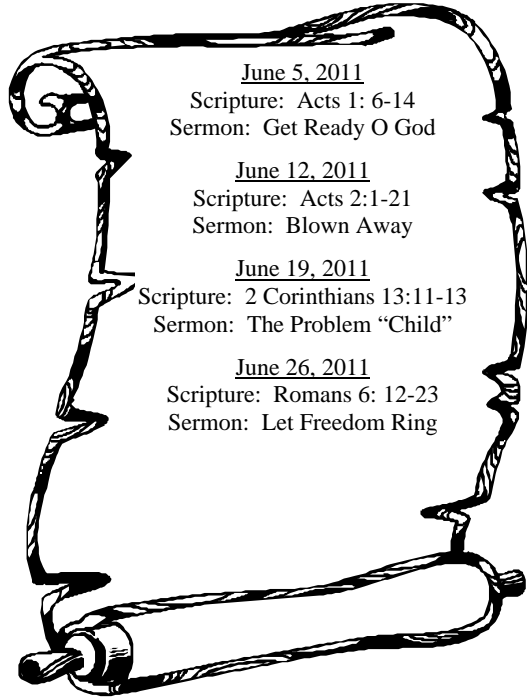 June 5, 2011
Scripture:  Acts 1: 6-14
Sermon:  Get Ready O God
June 12, 2011
Scripture:  Acts 2:1-21
Sermon:  Blown Away
June 19, 2011
Scripture:  2 Corinthians 13:11-13
Sermon:  The Problem “Child”
June 26, 2011
Scripture:  Romans 6: 12-23
Sermon:  Let Freedom Ring